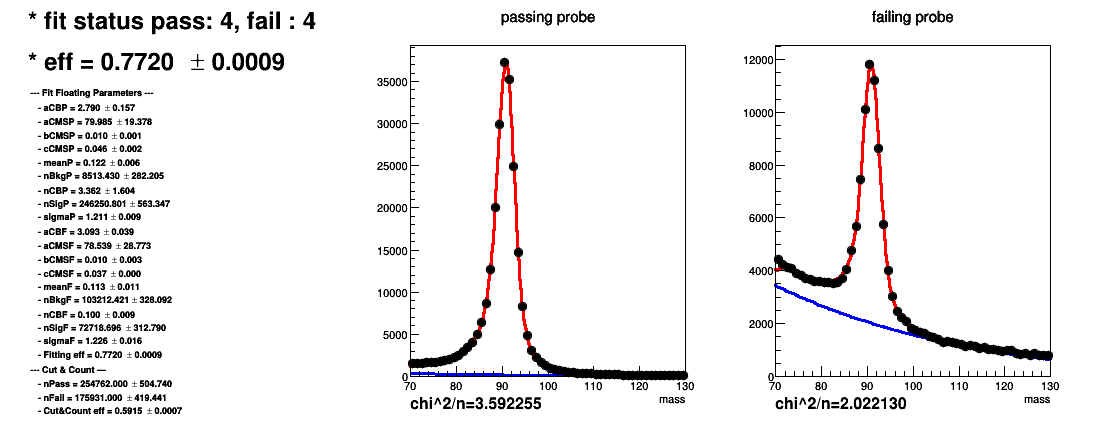 * fit status pass: 4, fail : 4
* eff = 0.7720 ± 0.0009
--- Fit Floating Parameters ---
- aCBP = 2.790 ± 0.157
- aCMSP = 79.985 ± 19.378
- bCMSP = 0.010 ± 0.001
- cCMSP = 0.046 ± 0.002
- meanP = 0.122 ± 0.006
- nBkgP = 8513.430 ± 282.205
- nCBP = 3.362 ± 1.604
- nSigP = 246250.801 ± 563.347
- sigmaP = 1.211 ± 0.009
- aCBF = 3.093 ± 0.039
- aCMSF = 78.539 ± 28.773
- bCMSF = 0.010 ± 0.003
- cCMSF = 0.037 ± 0.000
- meanF = 0.113 ± 0.011
- nBkgF = 103212.421 ± 328.092
- nCBF = 0.100 ± 0.009
- nSigF = 72718.696 ± 312.790
- sigmaF = 1.226 ± 0.016
- Fitting eff = 0.7720 ± 0.0009
--- Cut & Count ---
- nPass = 254762.000 ± 504.740
- nFail = 175931.000 ± 419.441
- Cut&Count eff = 0.5915 ± 0.0007
passing probe
35000
30000
25000
20000
15000
10000
5000
0
70 80 90 100 110 120 130
mass
chi^2/n=3.592255
failing probe
12000
10000
8000
6000
4000
2000
0
70 80 90 100 110 120 130
mass
chi^2/n=2.022130